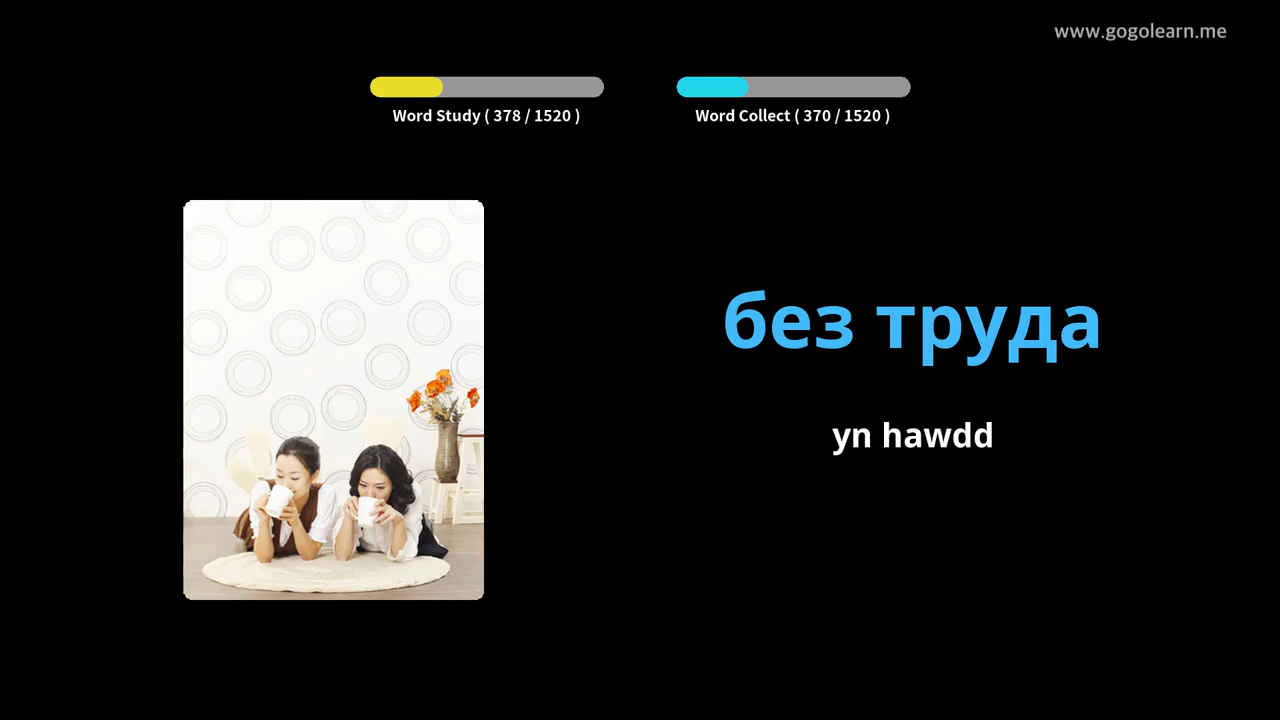 www.gogolearn.me
Word Study ( 378 / 1520 )
Word Collect ( 370 / 1520 )
без труда
yn hawdd